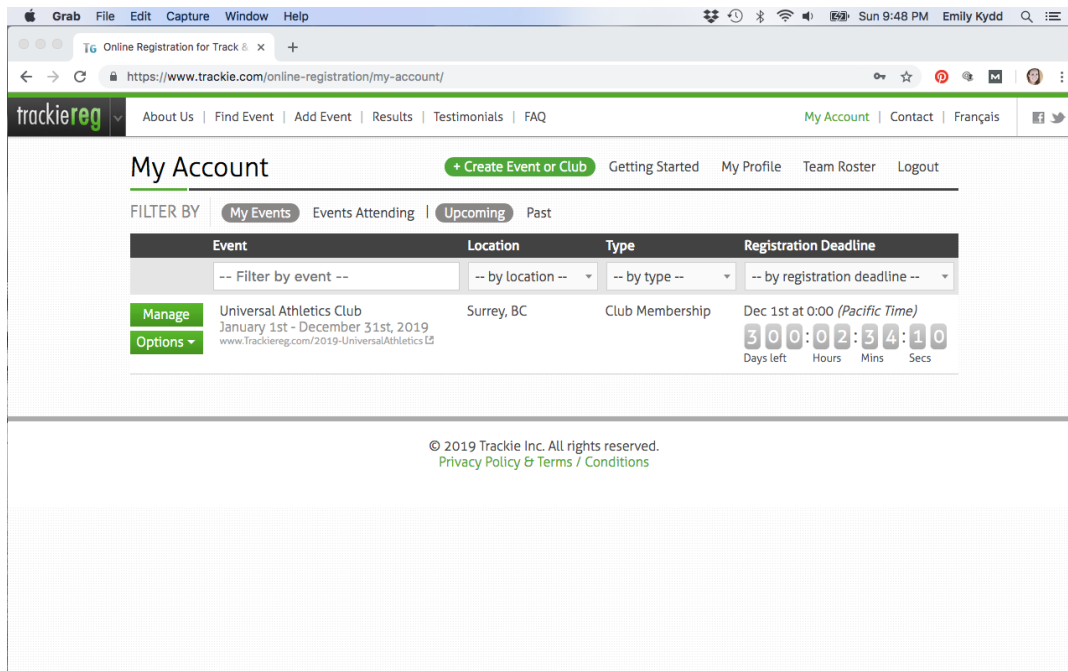 Grab File Edit Capture Window Help Sun 9:48 PM Emily Kydd
TG Online Registration for Track &
https://www.trackie.com/online-registration/my-account/
trackiereg About Us | Find Event | Add Event | Results | Testimonials | FAQ My Account | Contact | Français
My Account + Create Event or Club Getting Started My Profile Team Roster Logout
FILTER BY My Events Events Attending | Upcoming Past
Event Location Type Registration Deadline
-- Filter by event -- -- by location -- -- by type -- -- by registration deadline --
Manage Universal Athletics Club Surrey, BC Club Membership Dec 1st at 0:00 (Pacific Time)
January 1st - December 31st, 2019
Options www.Trackiereg.com/2019-UniversalAthletics 300:02:34:10
Days left Hours Mins Secs
© 2019 Trackie Inc. All rights reserved.
Privacy Policy & Terms / Conditions